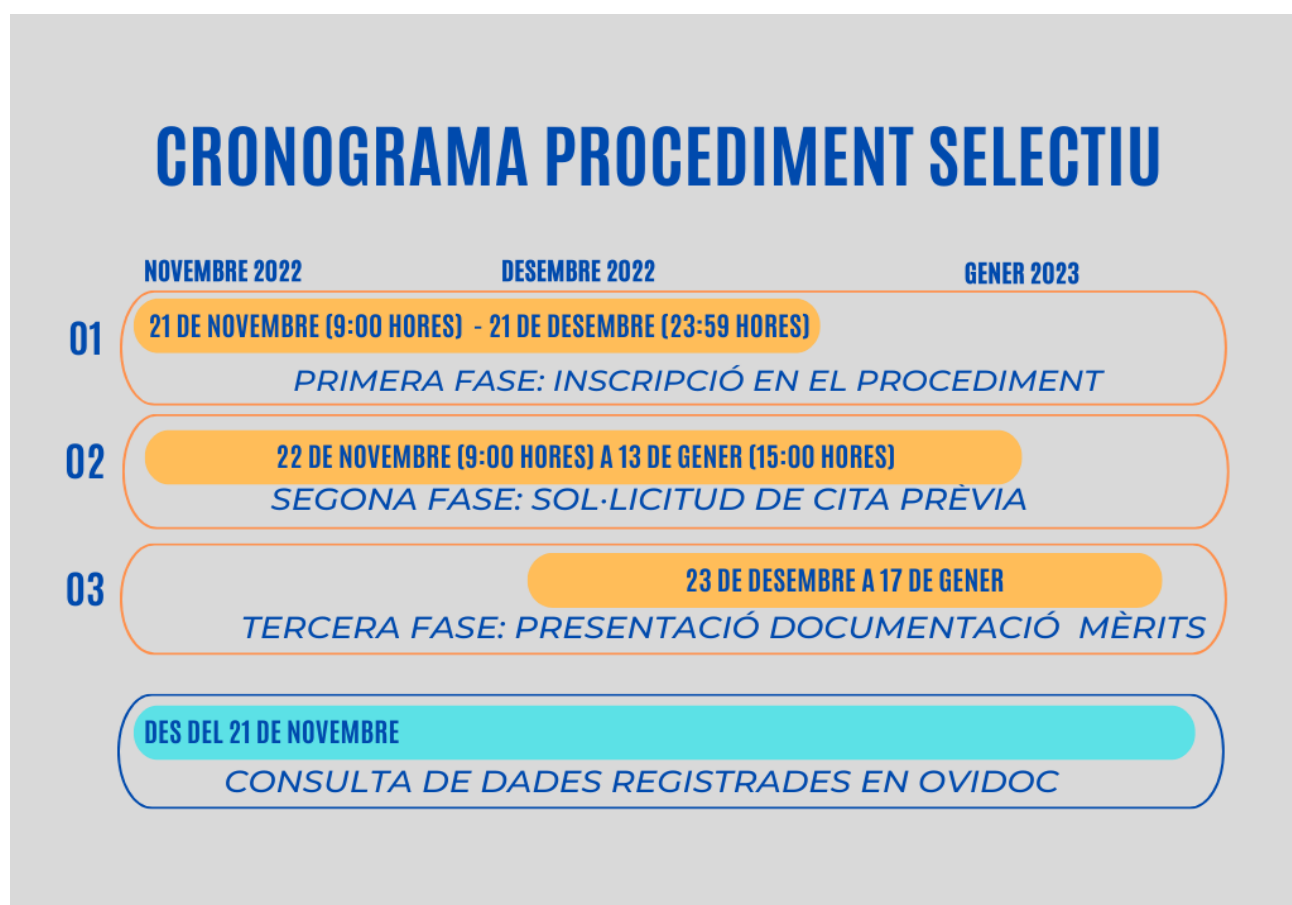 CRONOGRAMA PROCEDIMENT SELECTIU
NOVEMBRE 2022
DESEMBRE 2022
GENER 2023
01
21 DE NOVEMBRE (9:00 HORES) - 21 DE DESEMBRE (23:59 HORES)
PRIMERA FASE: INSCRIPCIÓ EN EL PROCEDIMENT
02
22 DE NOVEMBRE (9:00 HORES) A 13 DE GENER (15:00 HORES)
SEGONA FASE: SOL·LICITUD DE CITA PRÈVIA
03
23 DE DESEMBRE A 17 DE GENER
TERCERA FASE: PRESENTACIÓ DOCUMENTACIÓ MÈRITS
DES DEL 21 DE NOVEMBRE
CONSULTA DE DADES REGISTRADES EN OVIDOC